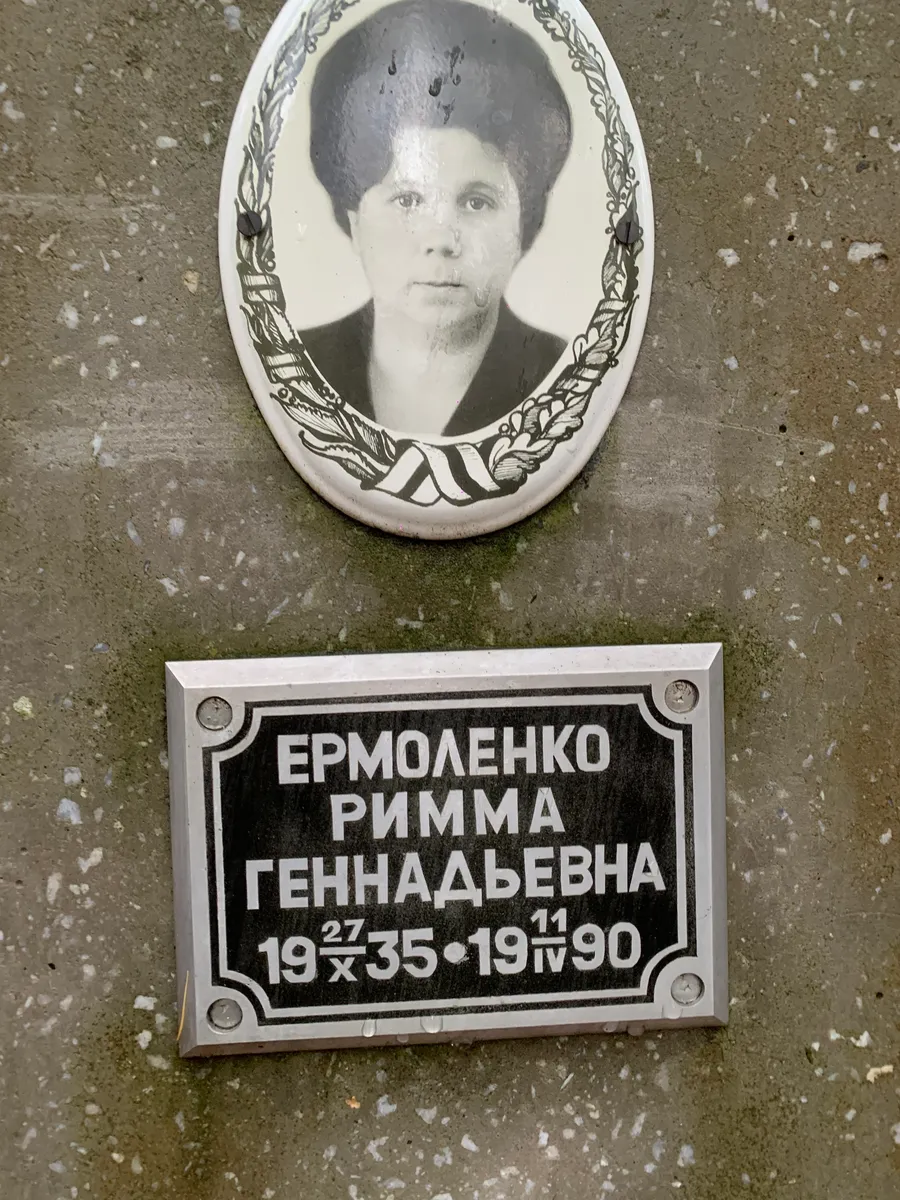 ЕРМОЛЕНКО
РИММА
ГЕННАДЬЕВНА
19 27/X 35 • 19 11/IV 90